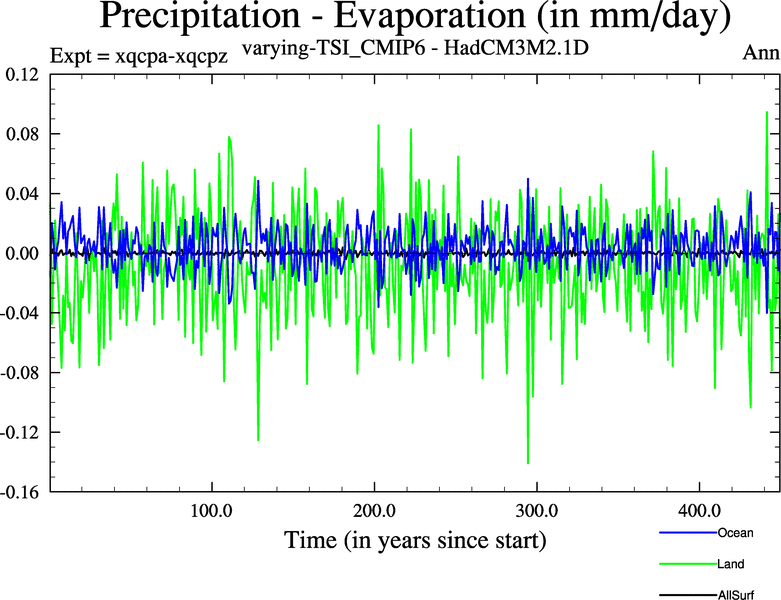 Precipitation - Evaporation (in mm/day)
Expt = xqcpa-xqcpz varying-TSI_CMIP6 - HadCM3M2.1D Ann
0.12
0.08
0.04
0.00
-0.04
-0.08
-0.12
-0.16
100.0 200.0 300.0 400.0
Time (in years since start)
Ocean
Land
AllSurf